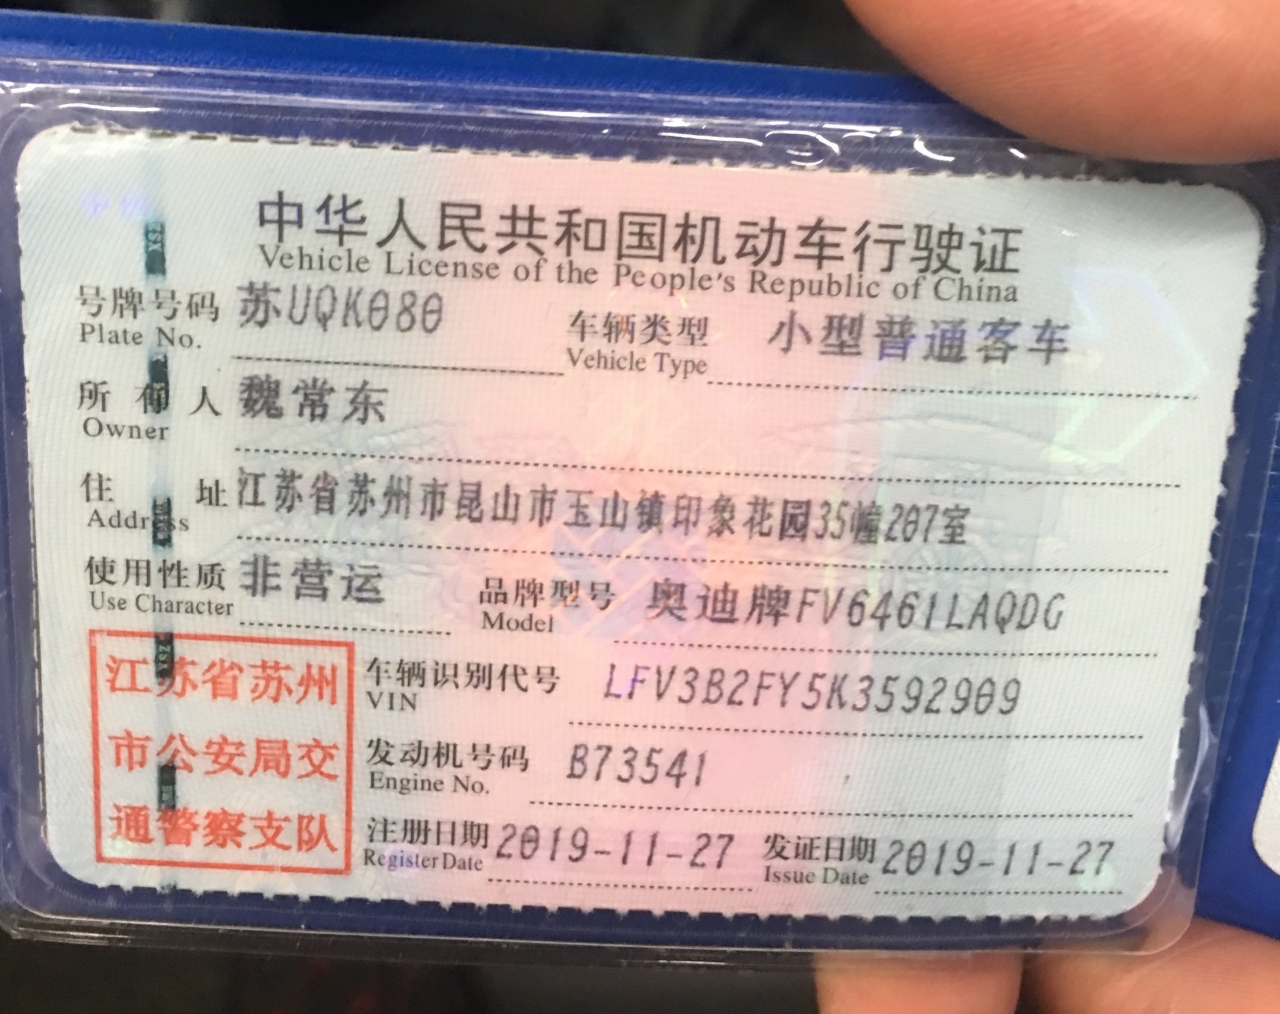 中华人民共和国机动车行驶证
Vehicle License of the People's Republic of China
号牌号码 苏UQK080 车辆类型 小型普通客车
Plate No. Vehicle Type
所有人 魏常东
Owner
住址 江苏省苏州市昆山市玉山镇印象花园35幢207室
Address
使用性质 非营运 品牌型号 奥迪牌FV6461LAQDG
Use Character Model
江苏省苏州
市公安局交
通警察支队
车辆识别代号 LFV3B2FY5K3592909
VIN
发动机号码 B73541
Engine No.
注册日期 2019-11-27 发证日期 2019-11-27
Register Date Issue Date